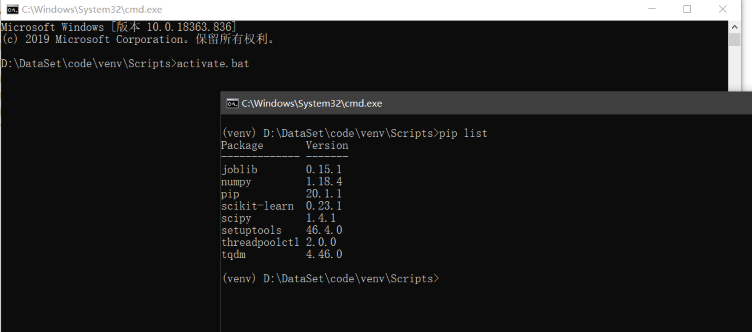 C:\Windows\System32\cmd.exe
Microsoft Windows [版本 10.0.18363.836]
(c) 2019 Microsoft Corporation。保留所有权利。
D:\DataSet\code\venv\Scripts>activate.bat
C:\Windows\System32\cmd.exe
(venv) D:\DataSet\code\venv\Scripts>pip list
Package Version
------------- -------
joblib 0.15.1
numpy 1.18.4
pip 20.1.1
scikit-learn 0.23.1
scipy 1.4.1
setuptools 46.4.0
threadpoolctl 2.0.0
tqdm 4.46.0
(venv) D:\DataSet\code\venv\Scripts>